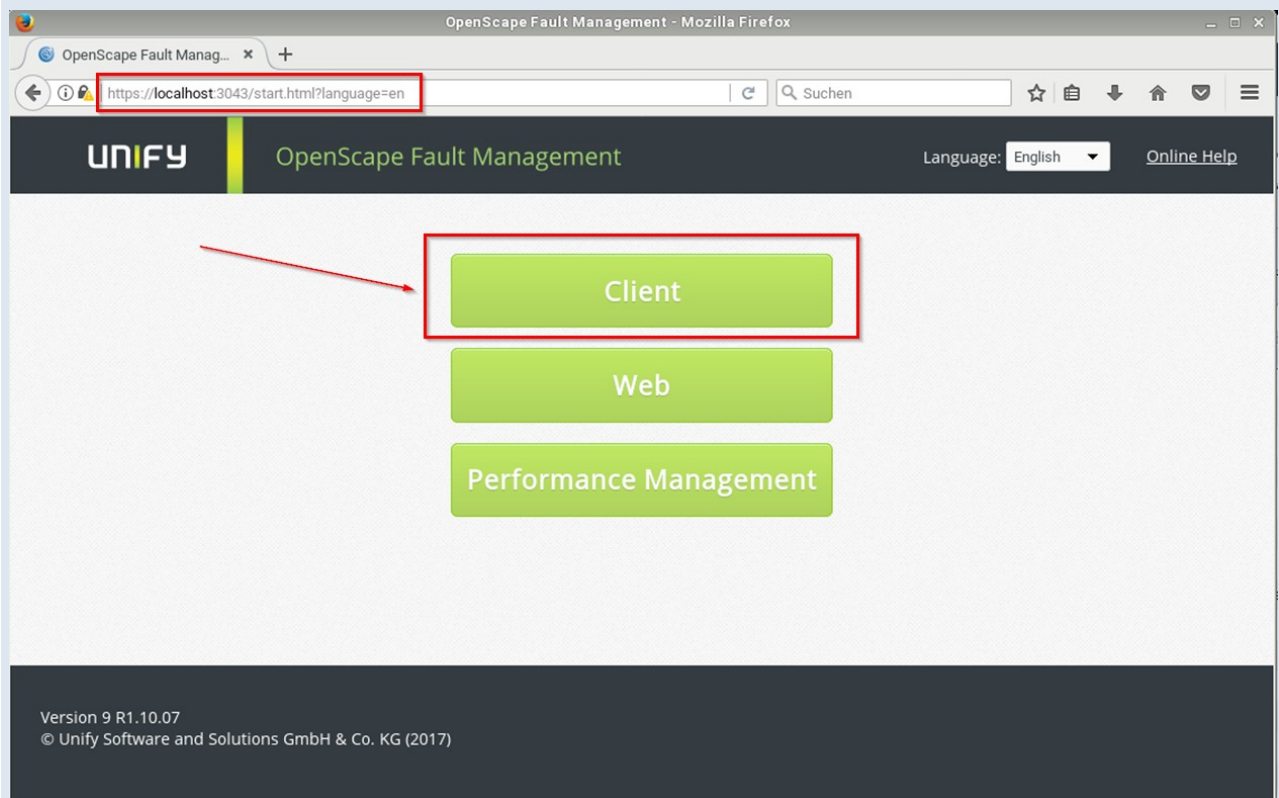 OpenScape Fault Management - Mozilla Firefox
OpenScape Fault Manag...
https://localhost:3043/start.html?language=en
Suchen
UNIFY
OpenScape Fault Management
Language: English
Online Help
Client
Web
Performance Management
Version 9 R1.10.07
© Unify Software and Solutions GmbH & Co. KG (2017)